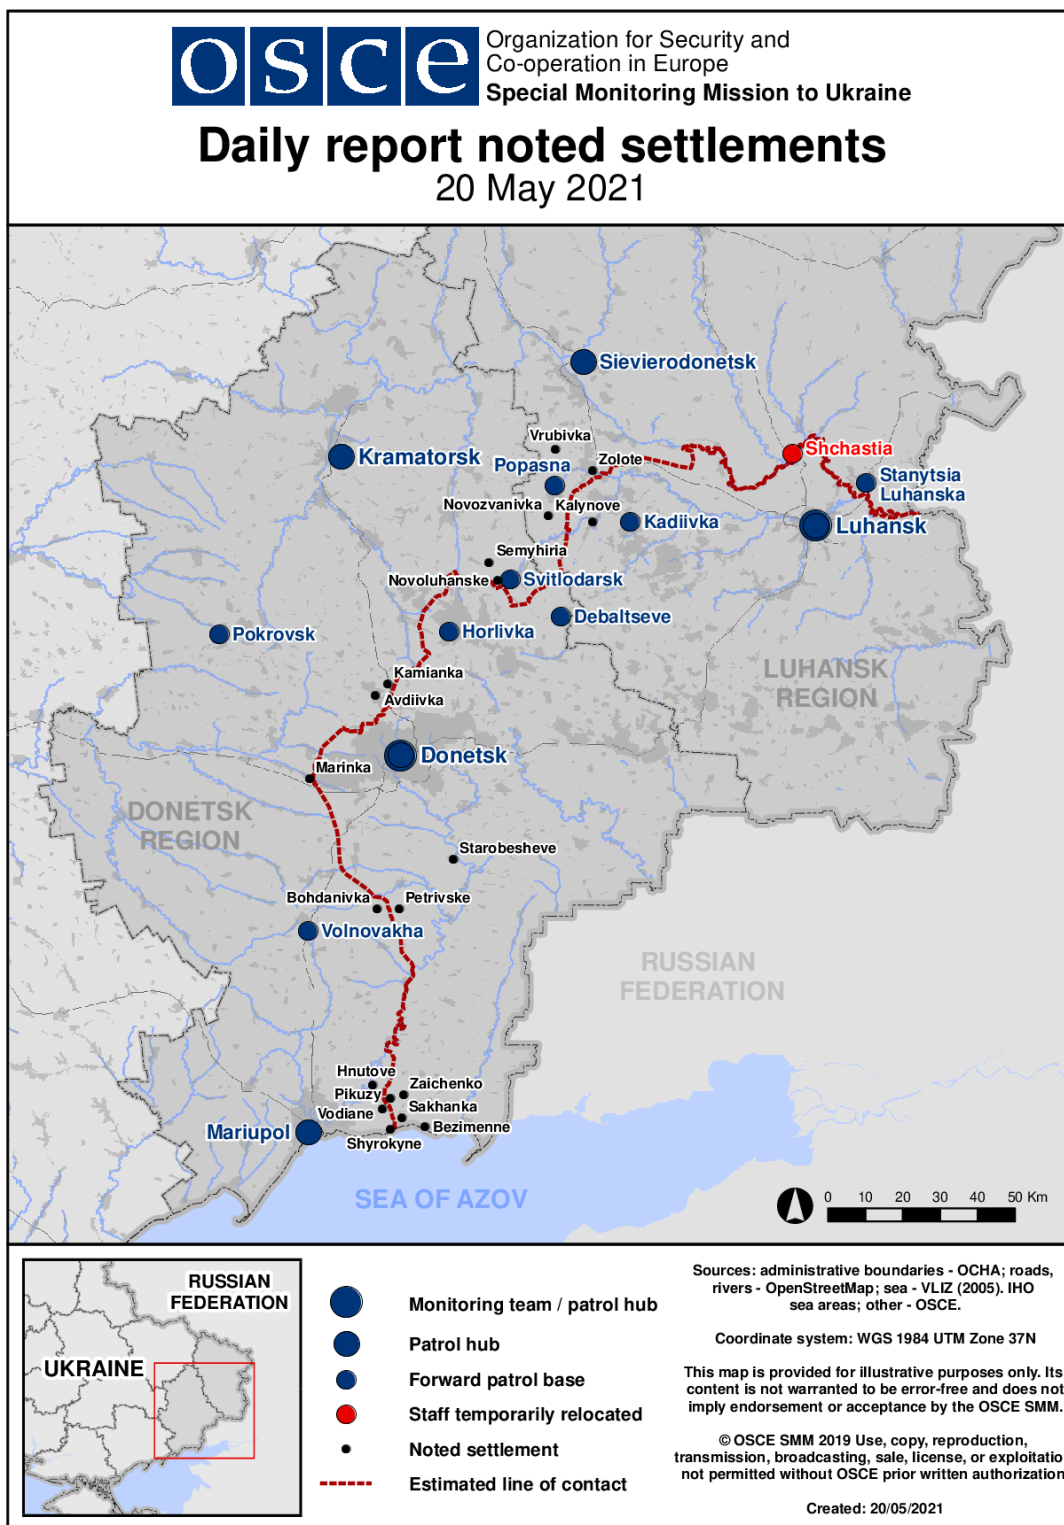 osce
Organization for Security and
Co-operation in Europe
Special Monitoring Mission to Ukraine
Daily report noted settlements
20 May 2021
Sievierodonetsk
Vrubivka
Shchastia
Kramatorsk
Zolote
Popasna
Stanytsia
Luhanska
Novozvanivka
Kalynove
Kadiivka
Luhansk
Semyhiria
Novoluhanske
Svitlodarsk
Debaltseve
Pokrovsk
Horlivka
LUHANSK
REGION
Kamianka
Avdiivka
Donetsk
Marinka
DONETSK
REGION
Starobesheve
Bohdanivka
Petrivske
Volnovakha
RUSSIAN
FEDERATION
Hnutove
Pikuzy
Zaichenko
Vodiane
Sakhanka
Mariupol
Bezimenne
Shyrokyne
SEA OF AZOV
0 10 20 30 40 50 Km
RUSSIAN
FEDERATION
UKRAINE
Monitoring team / patrol hub
Patrol hub
Forward patrol base
Staff temporarily relocated
Noted settlement
Estimated line of contact
Sources: administrative boundaries - OCHA; roads,
rivers - OpenStreetMap; sea - VLIZ (2005). IHO
sea areas; other - OSCE.
Coordinate system: WGS 1984 UTM Zone 37N
This map is provided for illustrative purposes only. Its
content is not warranted to be error-free and does not
imply endorsement or acceptance by the OSCE SMM.
© OSCE SMM 2019 Use, copy, reproduction,
transmission, broadcasting, sale, license, or exploitatio
not permitted without OSCE prior written authorization
Created: 20/05/2021